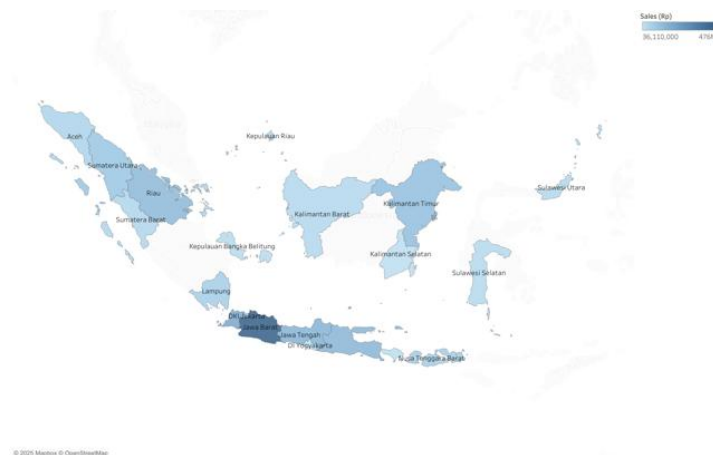 Sales (Rp)
36,110,000 476M
Aceh
Kepulauan Riau
Sumatera Utara
Riau
Sulawesi Utara
Kalimantan Timur
Kalimantan Barat
Sumatera Barat
Kepulauan Bangka Belitung
Kalimantan Selatan
Sulawesi Selatan
Lampung
Jawa Barat
Jawa Tengah
DI Yogyakarta
Nusa Tenggara Barat
© 2025 Mapbox © OpenStreetMap